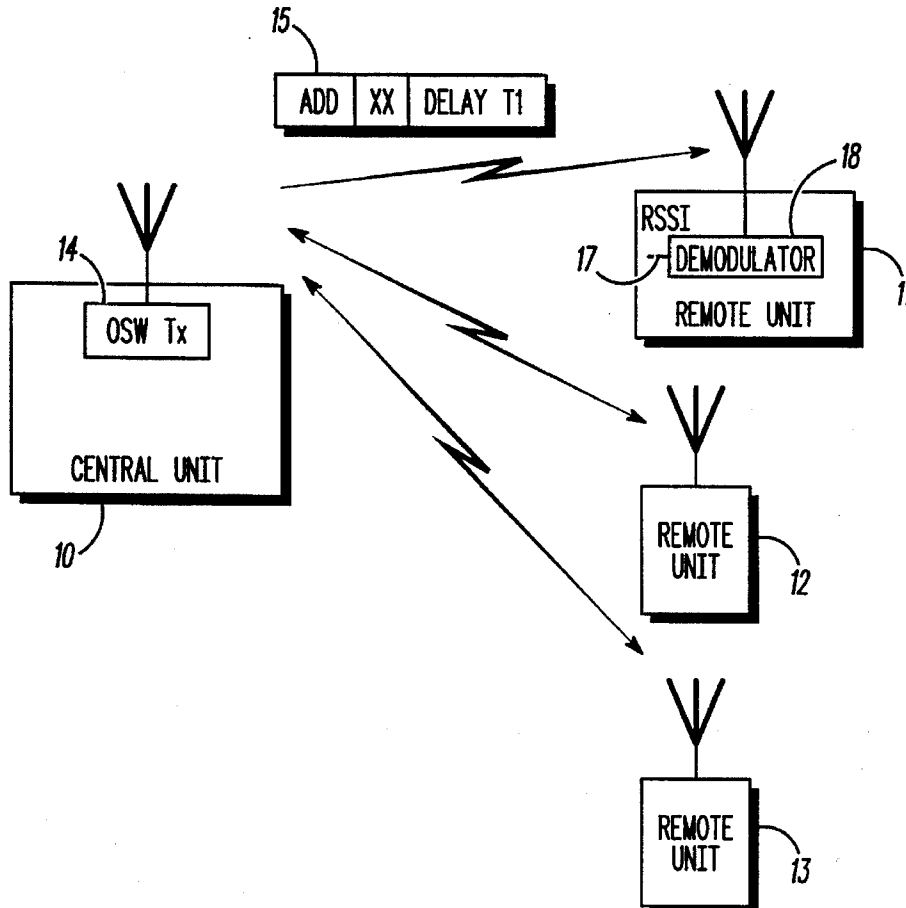 15
ADD XX DELAY T1
18
RSSI
17
DEMODULATOR
REMOTE UNIT
14
OSW Tx
CENTRAL UNIT
10
REMOTE
UNIT
12
REMOTE
UNIT
13